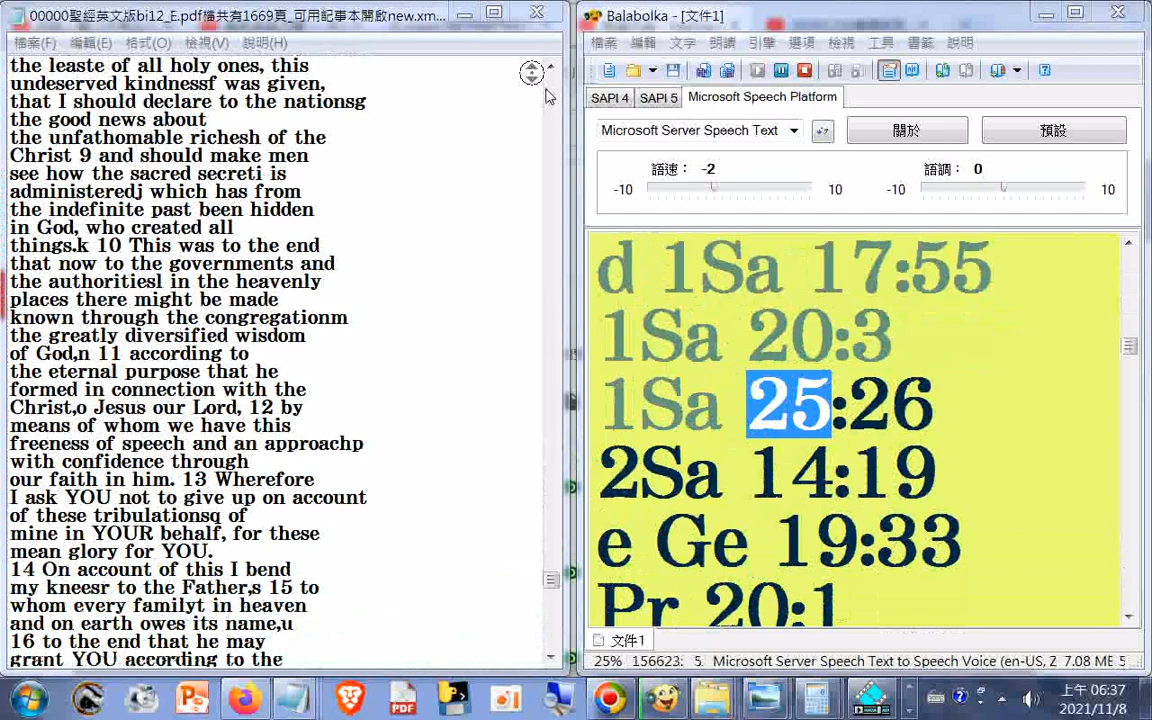 00000聖經英文版bi12_E.pdf檔共有1669頁_可用記事本開啟new.xm...
檔案(F) 編輯(E) 格式(O) 檢視(V) 說明(H)
the leaste of all holy ones, this
undeserved kindnessf was given,
that I should declare to the nationsg
the good news about
the unfathomable richesh of the
Christ 9 and should make men
see how the sacred secreti is
administeredj which has from
the indefinite past been hidden
in God, who created all
things.k 10 This was to the end
that now to the governments and
the authoritiesl in the heavenly
places there might be made
known through the congregationm
the greatly diversified wisdom
of God,n 11 according to
the eternal purpose that he
formed in connection with the
Christ,o Jesus our Lord, 12 by
means of whom we have this
freeness of speech and an approachp
with confidence through
our faith in him. 13 Wherefore
I ask YOU not to give up on account
of these tribulationsq of
mine in YOUR behalf, for these
mean glory for YOU.
14 On account of this I bend
my kneesr to the Father,s 15 to
whom every familyt in heaven
and on earth owes its name,u
16 to the end that he may
grant YOU according to the
Balabolka - [文件1]
檔案 編輯 文字 朗讀 引擎 選項 檢視 工具 書籤 說明
SAPI 4 SAPI 5 Microsoft Speech Platform
Microsoft Server Speech Text 關於 預設
語速: -2 語調: 0
-10 10 -10 10
d 1Sa 17:55
1Sa 20:3
1Sa 25:26
2Sa 14:19
e Ge 19:33
Pr 20:1
文件1
25% 156623: 5. Microsoft Server Speech Text to Speech Voice (en-US, 2 7.08 MB 5
PDF
上午 06:37
2021/11/8